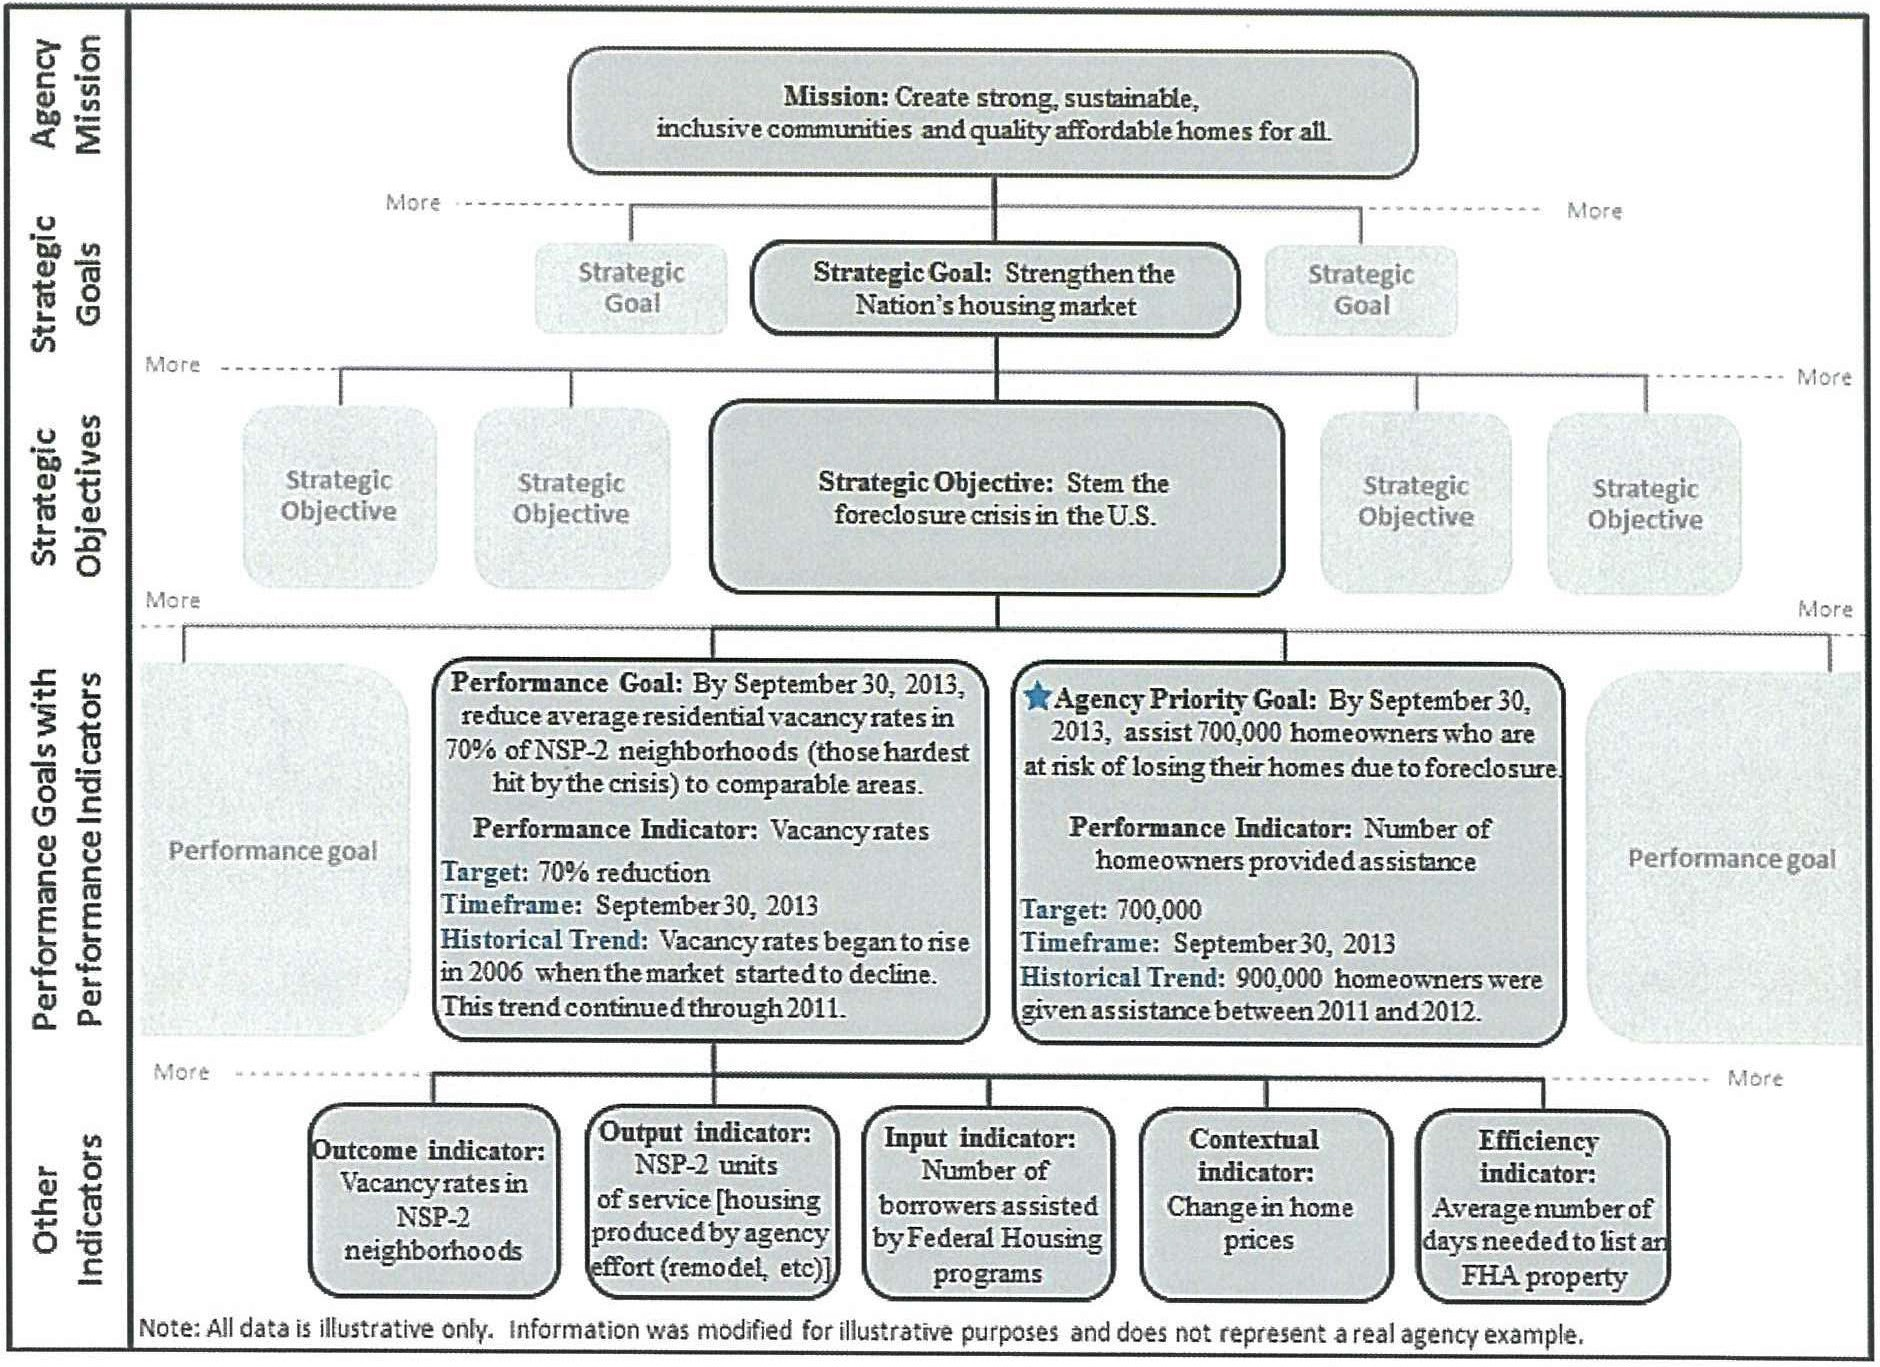 Agency
Mission
Mission: Create strong, sustainable,
inclusive communities and quality affordable homes for all.
More
More
Strategic
Goals
Strategic
Goal
Strategic Goal: Strengthen the
Nation's housing market
Strategic
Goal
More
More
Strategic
Objectives
Strategic
Objective
Strategic
Objective
Strategic Objective: Stem the
foreclosure crisis in the U.S.
Strategic
Objective
Strategic
Objective
More
More
Performance Goals with
Performance Indicators
Performance goal
Performance Goal: By September 30, 2013,
reduce average residential vacancy rates in
70% of NSP-2 neighborhoods (those hardest
hit by the crisis) to comparable areas.
Performance Indicator: Vacancy rates
Target: 70% reduction
Timeframe: September 30, 2013
Historical Trend: Vacancy rates began to rise
in 2006 when the market started to decline.
This trend continued through 2011.
Agency Priority Goal: By September 30,
2013, assist 700,000 homeowners who are
at risk of losing their homes due to foreclosure.
Performance Indicator: Number of
homeowners provided assistance
Target: 700,000
Timeframe: September 30, 2013
Historical Trend: 900,000 homeowners were
given assistance between 2011 and 2012.
Performance goal
More
More
Other
Indicators
Outcome indicator:
Vacancy rates in
NSP-2
neighborhoods
Output indicator:
NSP-2 units
of service [housing
produced by agency
effort (remodel, etc)]
Input indicator:
Number of
borrowers assisted
by Federal Housing
programs
Contextual
indicator:
Change in home
prices
Efficiency
indicator:
Average number of
days needed to list an
FHA property
Note: All data is illustrative only. Information was modified for illustrative purposes and does not represent a real agency example.